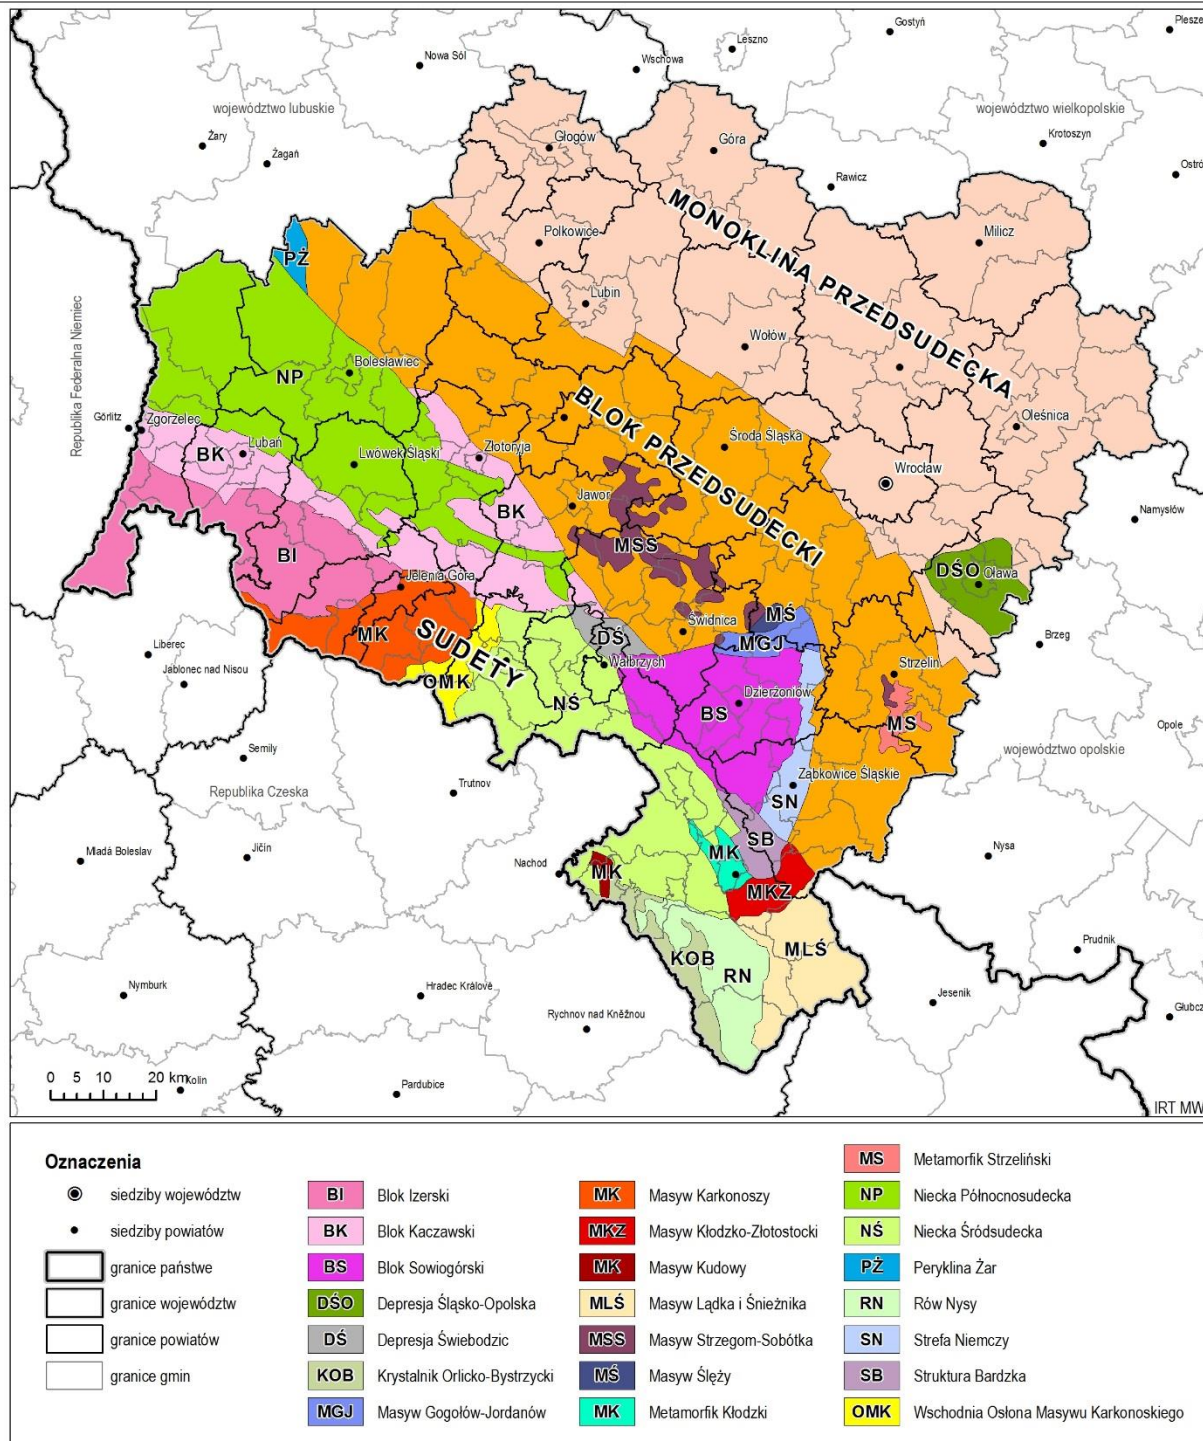 Gostyń
Plesze
Leszno
Nowa Sól
Wschowa
województwo lubuskie
województwo wielkopolskie
Żary
Żagań
Głogów
Góra
Krotoszyn
Rawicz
Ostró
MONOKLINA PRZEDSUDECKA
Polkowice
Milicz
PŻ
Republika Federalna Niemiec
Lubin
Wołów
Bolesławiec
NP
BLOK PRZEDSUDECKI
Oleśnica
Görlitz
Zgorzelec
BK
Lubań
Lwówek Śląski
Złotoryja
Środa Śląska
Wrocław
Jawor
BK
Namysłów
MSS
BI
Jelenia Góra
DŚO
Oława
MK
SUDETY
DŚ
Świdnica
MŚ
MGJ
Brzeg
Liberec
Jablonec nad Nisou
OMK
Wałbrzych
Strzelin
NŚ
BS
Dzierżoniów
MS
Opole
Semily
województwo opolskie
Republika Czeska
Trutnov
SN
Ząbkowice Śląskie
SB
Mladá Boleslav
Jičín
Nachod
MK
MK
MKZ
Nysa
KOB
RN
MLŚ
Prudnik
Nymburk
Hradec Králové
Rychnov nad Kněžnou
Jesenik
Głubcz
0 5 10 20 km
Kolin
Pardubice
IRT MW
Oznaczenia
siedziby województw
siedziby powiatów
granice państwe
granice województw
granice powiatów
granice gmin
BI Blok Izerski
BK Blok Kaczawski
BS Blok Sowiogórski
DŚO Depresja Śląsko-Opolska
DŚ Depresja Świebodzic
KOB Krystalnik Orlicko-Bystrzycki
MGJ Masyw Gogołów-Jordanów
MK Masyw Karkonoszy
MKZ Masyw Kłodzko-Złotostocki
MK Masyw Kudowy
MLŚ Masyw Lądka i Śnieżnika
MSS Masyw Strzegom-Sobótka
MŚ Masyw Ślęży
MK Metamorfik Kłodzki
MS Metamorfik Strzeliński
NP Niecka Północnosudecka
NŚ Niecka Śródsudecka
PŻ Peryklina Żar
RN Rów Nysy
SN Strefa Niemczy
SB Struktura Bardzka
OMK Wschodnia Osłona Masywu Karkonoskiego